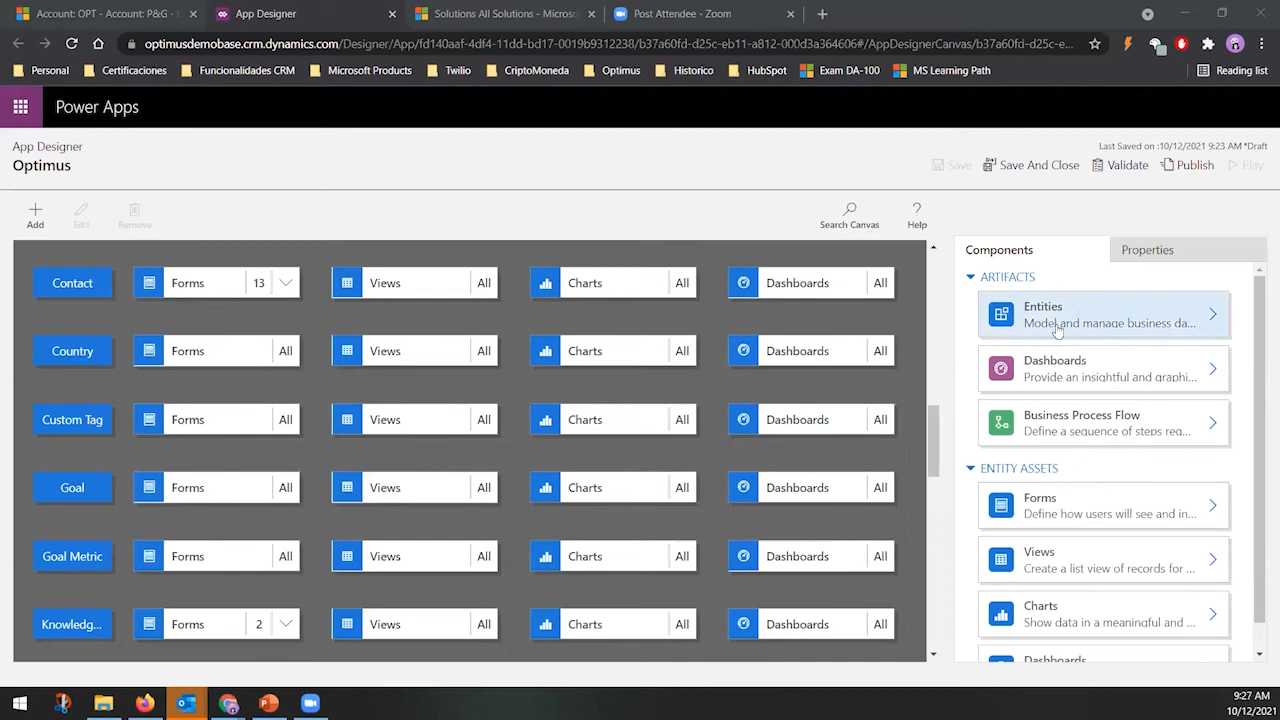 Account: OPT - Account: P&G - U
App Designer
Solutions All Solutions - Microso
Post Attendee - Zoom
optimusdemobase.crm.dynamics.com/Designer/App/fd140aaf-4df4-11dd-bd17-0019b9312238/b37a60fd-d25c-eb11-a812-000d3a364606#/AppDesignerCanvas/b37a60fd-d25c-e...
Personal
Certificaciones
Funcionalidades CRM
Microsoft Products
Twilio
CriptoMoneda
Optimus
Historico
HubSpot
Exam DA-100
MS Learning Path
Reading list
Power Apps
App Designer
Optimus
Last Saved on :10/12/2021 9:23 AM *Draft
Save
Save And Close
Validate
Publish
Play
Add
Edit
Remove
Search Canvas
Help
Contact Forms 13 Views All Charts All Dashboards All
Country Forms All Views All Charts All Dashboards All
Custom Tag Forms All Views All Charts All Dashboards All
Goal Forms All Views All Charts All Dashboards All
Goal Metric Forms All Views All Charts All Dashboards All
Knowledg... Forms 2 Views All Charts All Dashboards All
Components
Properties
ARTIFACTS
Entities
Model and manage business da...
Dashboards
Provide an insightful and graphi...
Business Process Flow
Define a sequence of steps req...
ENTITY ASSETS
Forms
Define how users will see and in...
Views
Create a list view of records for ...
Charts
Show data in a meaningful and ...
Dashboards
9:27 AM
10/12/2021